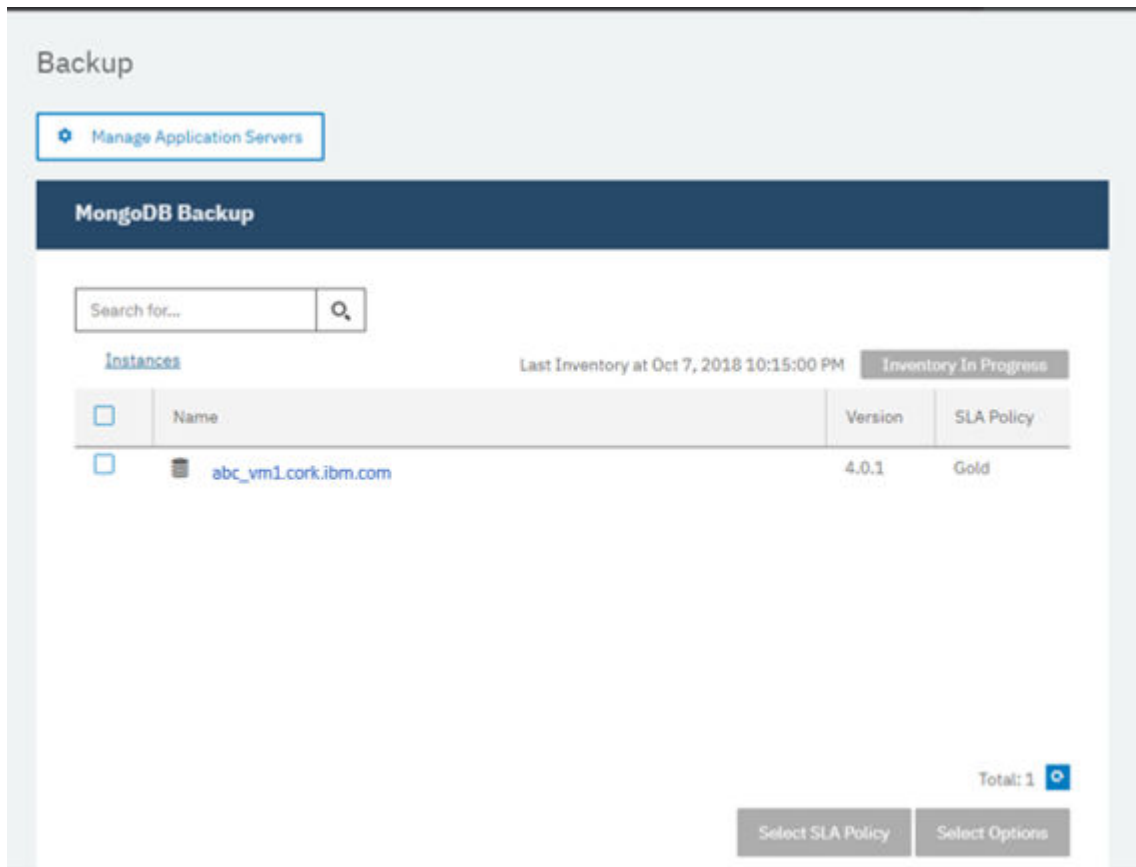 Backup
Manage Application Servers
MongoDB Backup
Search for...
Instances
Last Inventory at Oct 7, 2018 10:15:00 PM
Inventory In Progress
Name Version SLA Policy
abc_vm1.cork.ibm.com 4.0.1 Gold
Total: 1
Select SLA Policy Select Options